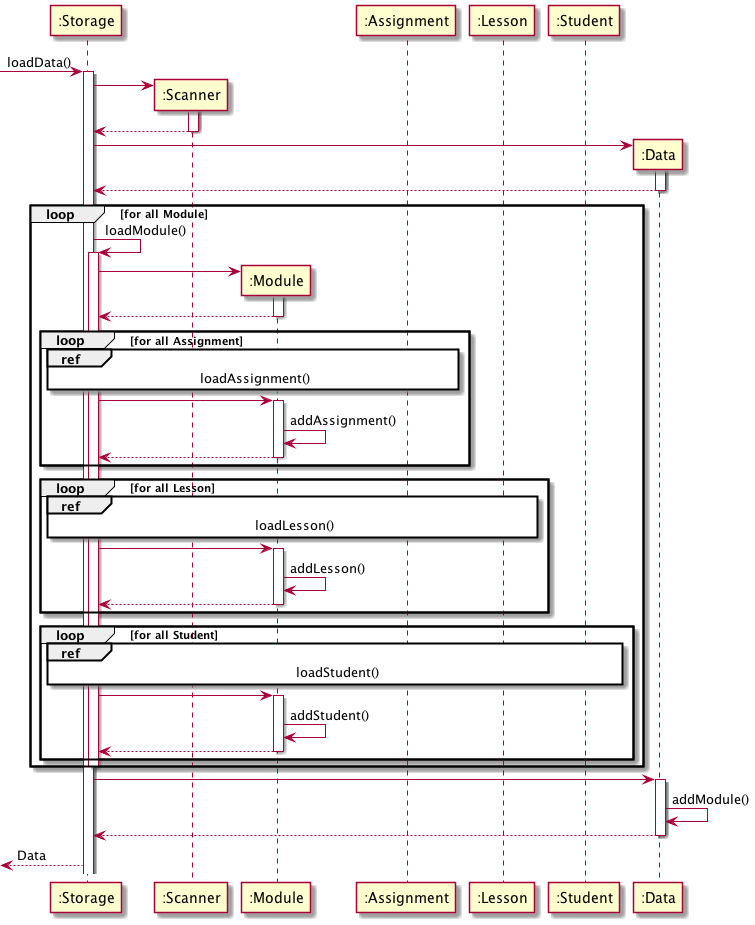 :Storage :Assignment :Lesson :Student
loadData()
:Scanner
:Data
loop [for all Module]
loadModule()
:Module
loop [for all Assignment]
ref
loadAssignment()
addAssignment()
loop [for all Lesson]
ref
loadLesson()
addLesson()
loop [for all Student]
ref
loadStudent()
addStudent()
addModule()
Data
:Storage :Scanner :Module :Assignment :Lesson :Student :Data